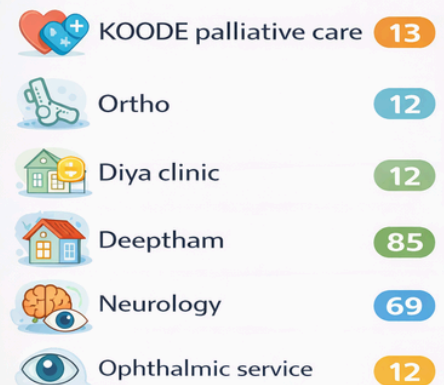 KOODE palliative care 13
Ortho 12
Diya clinic 12
Deeptham 85
Neurology 69
Ophthalmic service 12